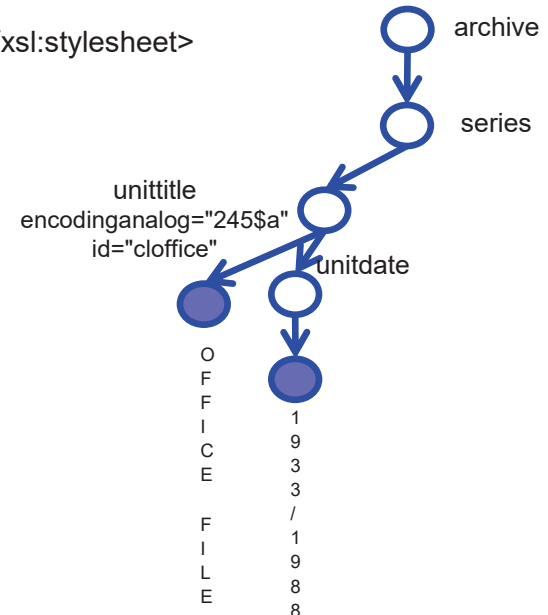 xsl:stylesheet>
archive
series
unittitle
encodinganalog="245$a"
id="cloffice"
unitdate
OFFICE FILE
1933/1988